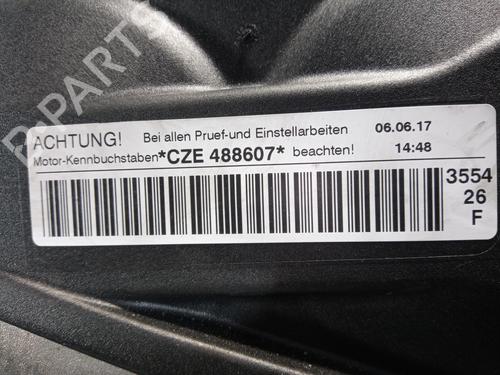 B-PARTS
ACHTUNG! Bei allen Pruef-und Einstellarbeiten 06.06.17
Motor-Kennbuchstaben*CZE 488607* beachten! 14:48
3554
26
F